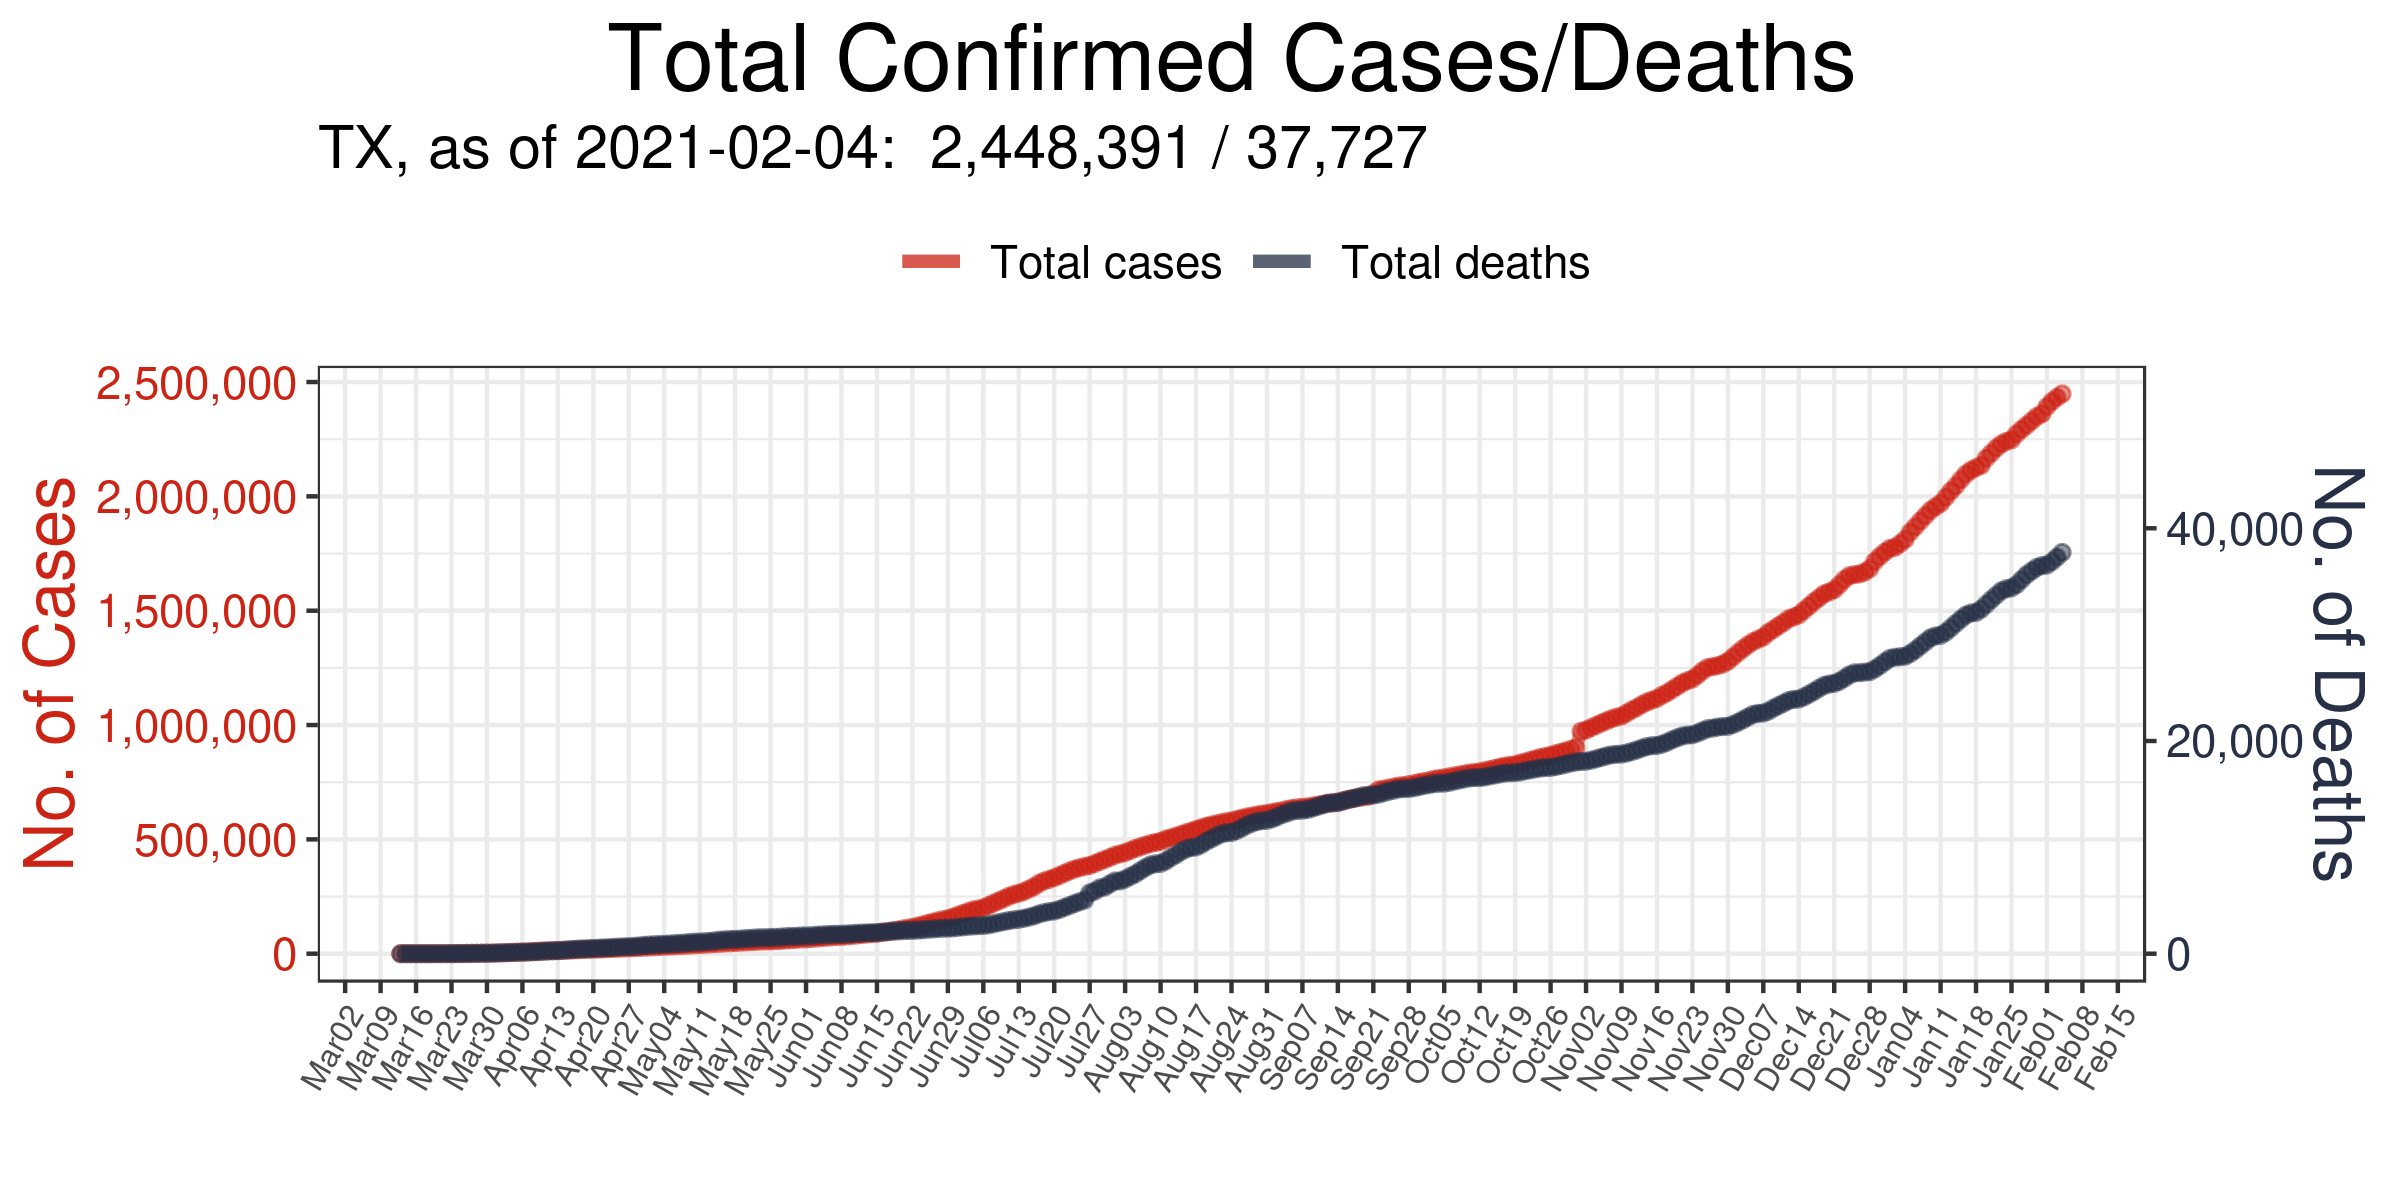 Total Confirmed Cases/Deaths
TX, as of 2021-02-04:  2,448,391 / 37,727
Total cases
Total deaths
No. of Cases
2,500,000
2,000,000
1,500,000
1,000,000
500,000
0
No. of Deaths
40,000
20,000
0
Mar02
Mar09
Mar16
Mar23
Mar30
Apr06
Apr13
Apr20
Apr27
May04
May11
May18
May25
Jun01
Jun08
Jun15
Jun22
Jun29
Jul06
Jul13
Jul20
Jul27
Aug03
Aug10
Aug17
Aug24
Aug31
Sep07
Sep14
Sep21
Sep28
Oct05
Oct12
Oct19
Oct26
Nov02
Nov09
Nov16
Nov23
Nov30
Dec07
Dec14
Dec21
Dec28
Dec04
Jan11
Jan18
Jan25
Feb01
Feb08
Feb15